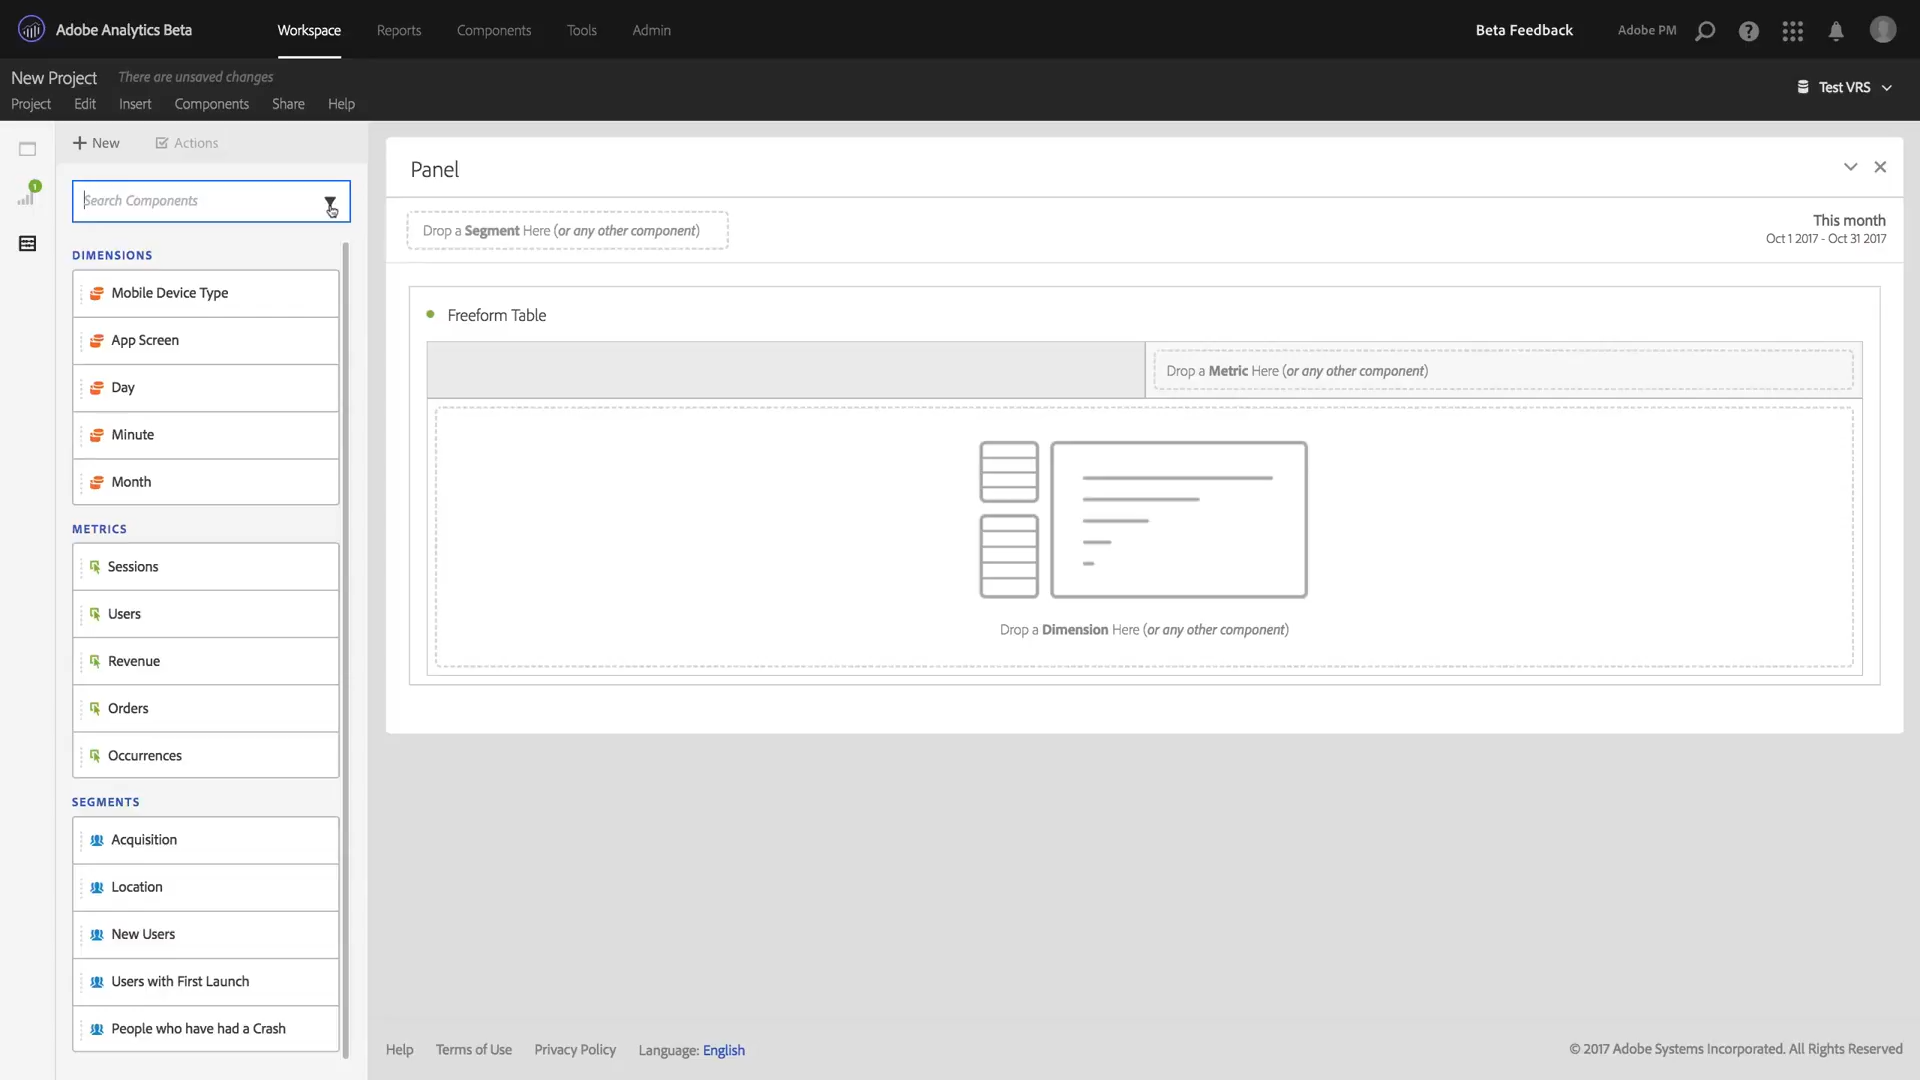 Adobe Analytics Beta
Workspace
Reports
Components
Tools
Admin
Beta Feedback
Adobe PM
New Project
There are unsaved changes
Project
Edit
Insert
Components
Share
Help
Test VRS
New
Actions
1
Search Components
DIMENSIONS
Mobile Device Type
App Screen
Day
Minute
Month
METRICS
Sessions
Users
Revenue
Orders
Occurrences
SEGMENTS
Acquisition
Location
New Users
Users with First Launch
People who have had a Crash
Panel
Drop a Segment Here (or any other component)
This month
Oct 1 2017 - Oct 31 2017
Freeform Table
Drop a Metric Here (or any other component)
Drop a Dimension Here (or any other component)
Help
Terms of Use
Privacy Policy
Language: English
© 2017 Adobe Systems Incorporated. All Rights Reserved